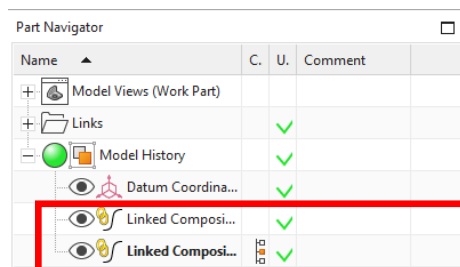 Part Navigator
Name C. U. Comment
Model Views (Work Part)
Links
Model History
Datum Coordina...
Linked Composi...
Linked Composi...